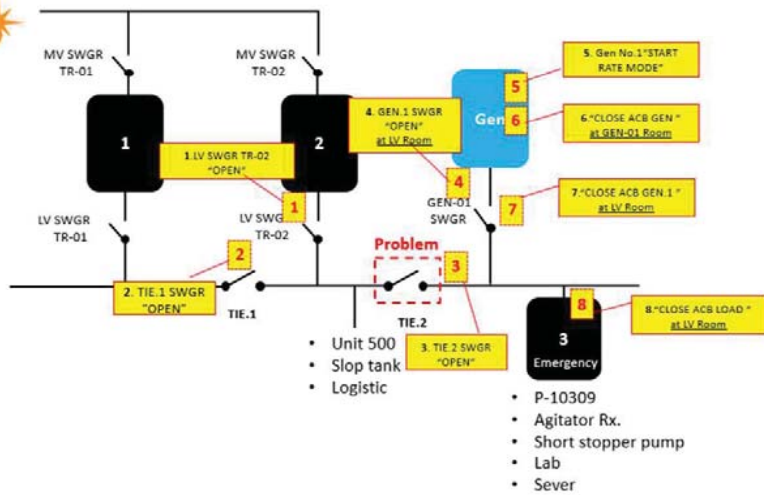 MV SWGR
TR-01
MV SWGR
TR-02
1
2
Gen
5
6
5. Gen No.1"START
RATE MODE"
6."CLOSE ACB GEN "
at GEN-01 Room
4. GEN.1 SWGR
"OPEN"
at LV Room
1.LV SWGR TR-02
"OPEN"
4
7
7."CLOSE ACB GEN.1 "
at LV Room
1
GEN-01
SWGR
LV SWGR
TR-01
LV SWG
TR-02
2
Problem
3
2. TIE.1 SWGR
"OPEN"
TIE.1
TIE.2
3. TIE.2 SWGR
"OPEN"
8
3
Emergency
8."CLOSE ACB LOAD "
at LV Room
• Unit 500
• Slop tank
• Logistic
• P-10309
• Agitator Rx.
• Short stopper pump
• Lab
• Sever